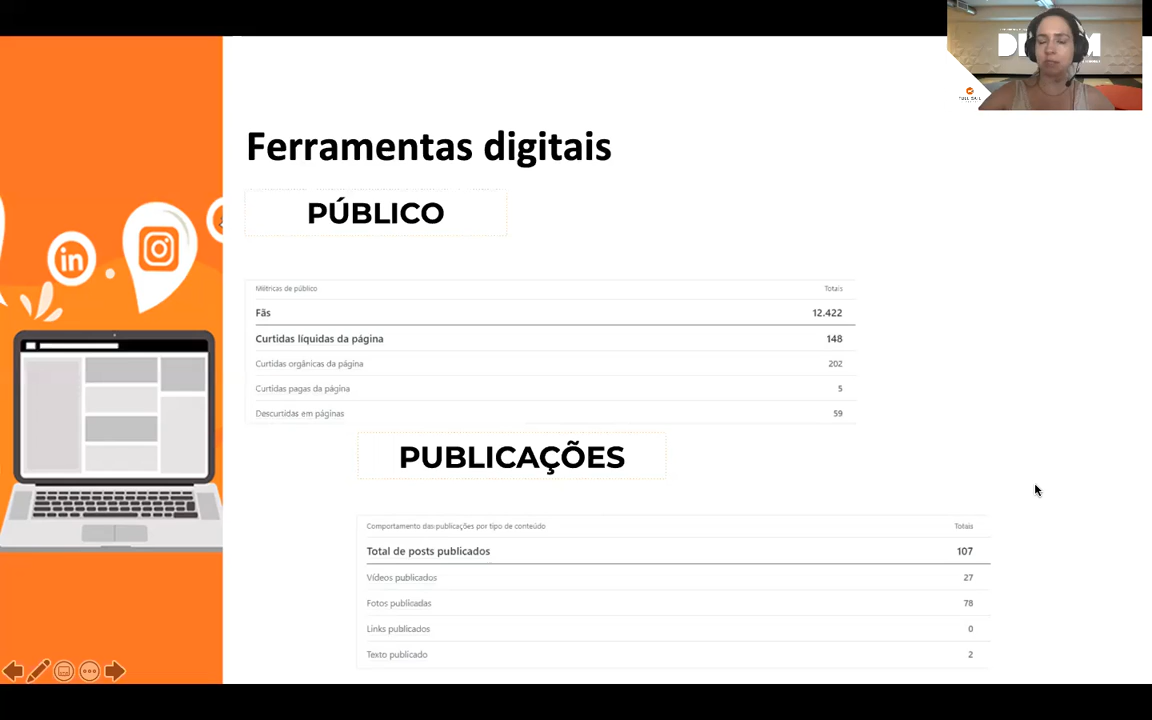 Ferramentas digitais
PÚBLICO
Métricas de público Totais
Fãs 12.422
Curtidas líquidas da página 148
Curtidas orgânicas da página 202
Curtidas pagas da página 5
Descurtidas em páginas 59
PUBLICAÇÕES
Comportamento das publicações por tipo de conteúdo Totais
Total de posts publicados 107
Vídeos publicados 27
Fotos publicadas 78
Links publicados 0
Texto publicado 2
in